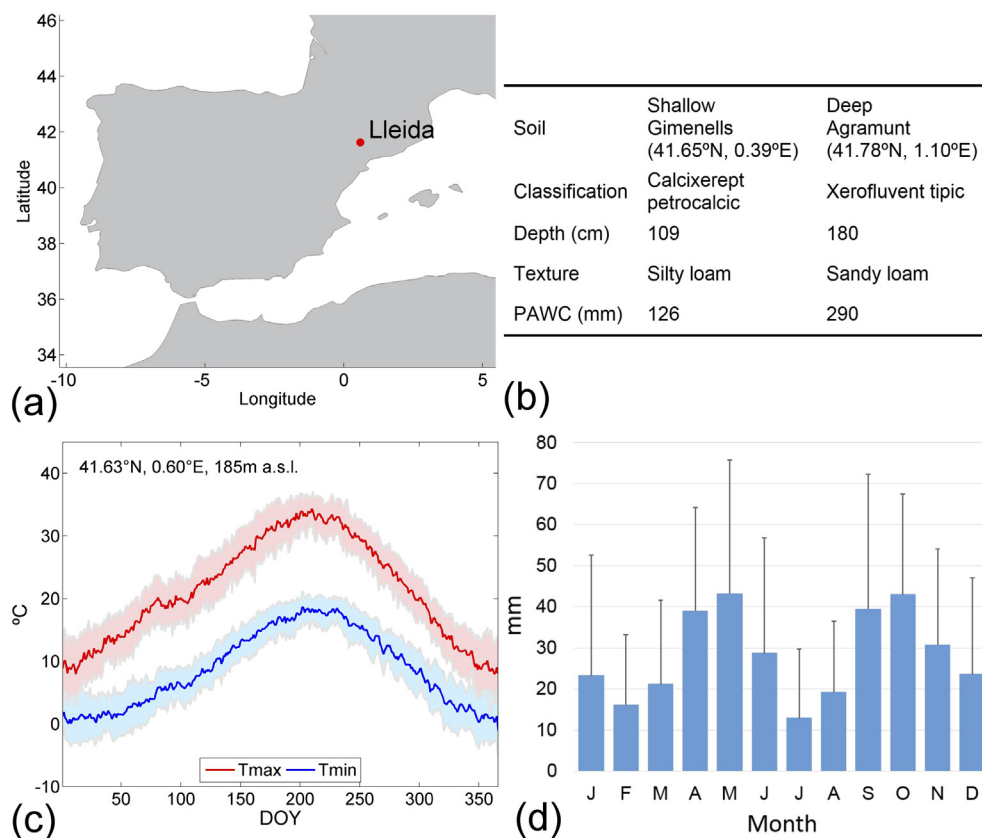 46
44
42
40
38
36
34
Latitude
Lleida
-10
-5
0
5
Longitude
(a)
Soil
Shallow
Gimenells
(41.65ºN, 0.39ºE)
Deep
Agramunt
(41.78ºN, 1.10ºE)
Classification
Calcixerept
petrocalcic
Xerofluvent tipic
Depth (cm)
109
180
Texture
Silty loam
Sandy loam
PAWC (mm)
126
290
(b)
41.63°N, 0.60°E, 185m a.s.l.
40
30
20
10
0
-10
ºC
Tmax
Tmin
50
100
150
200
250
300
350
DOY
(c)
80
70
60
50
40
30
20
10
0
mm
J F M A M J J A S O N D
Month
(d)